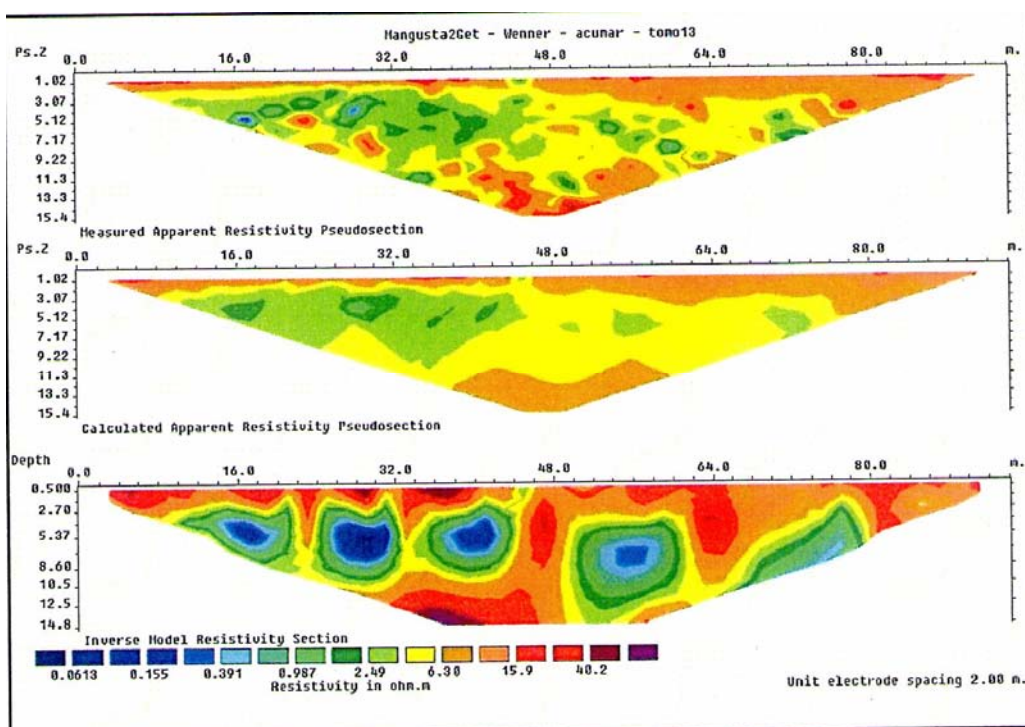 Mangusta2Get - Wenner - acumar - tomo13
Ps.Z 0.0 16.0 32.0 48.0 64.0 80.0 m.
1.02
3.07
5.12
7.17
9.22
11.3
13.3
15.4
Measured Apparent Resistivity Pseudosection
Ps.Z 0.0 16.0 32.0 48.0 64.0 80.0 m.
1.02
3.07
5.12
7.17
9.22
11.3
13.3
15.4
Calculated Apparent Resistivity Pseudosection
Depth 0.0 16.0 32.0 48.0 64.0 80.0 m.
0.500
2.70
5.37
8.60
10.5
12.5
14.8
Inverse Model Resistivity Section
0.0613 0.155 0.391 0.987 2.49 6.30 15.9 40.2
Resistivity in ohm.m
Unit electrode spacing 2.00 m.